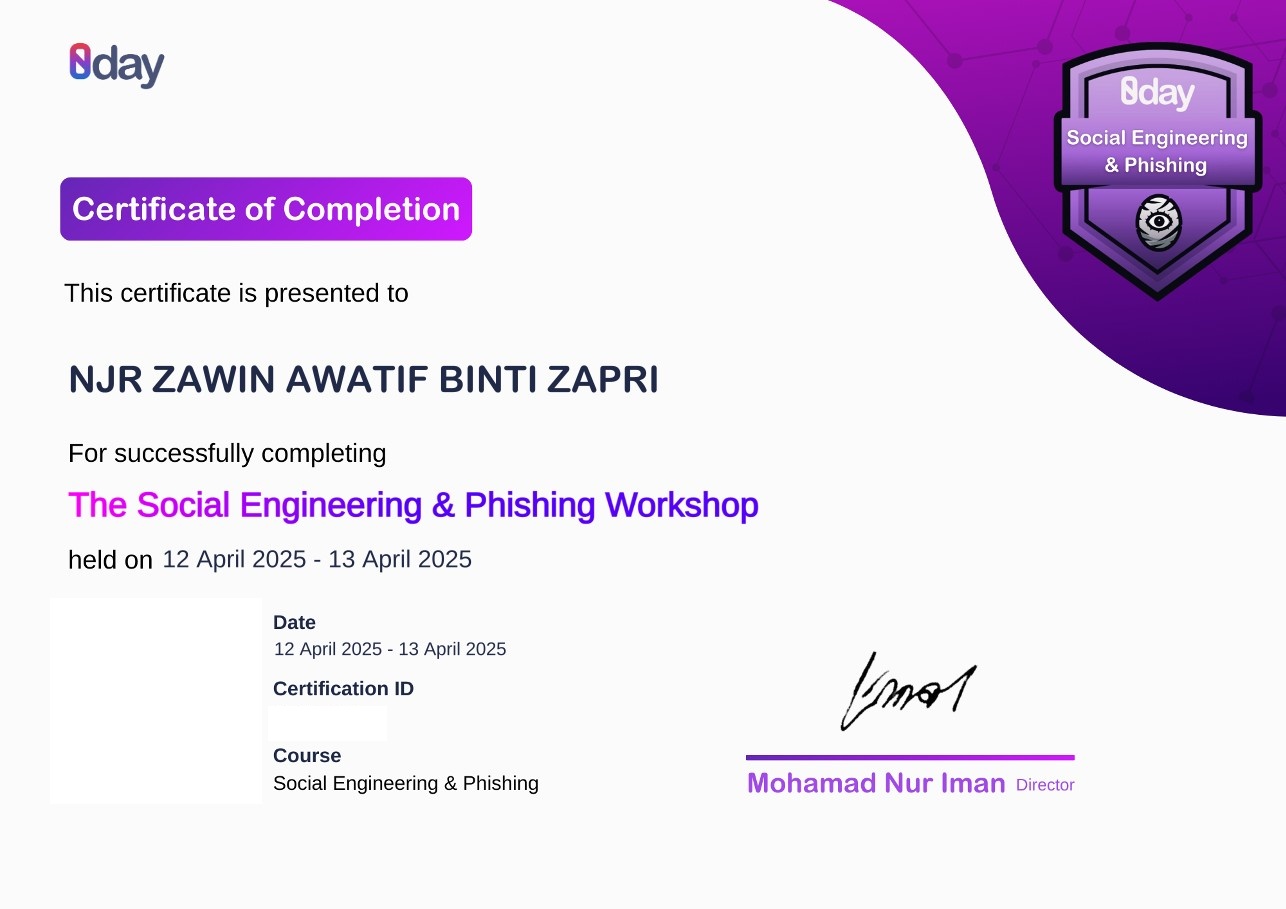 0day
0day
Social Engineering
& Phishing
Certificate of Completion
This certificate is presented to
NJR ZAWIN AWATIF BINTI ZAPRI
For successfully completing
The Social Engineering & Phishing Workshop
held on 12 April 2025 - 13 April 2025
Date
12 April 2025 - 13 April 2025
Certification ID
Course
Social Engineering & Phishing
Mohamad Nur Iman Director